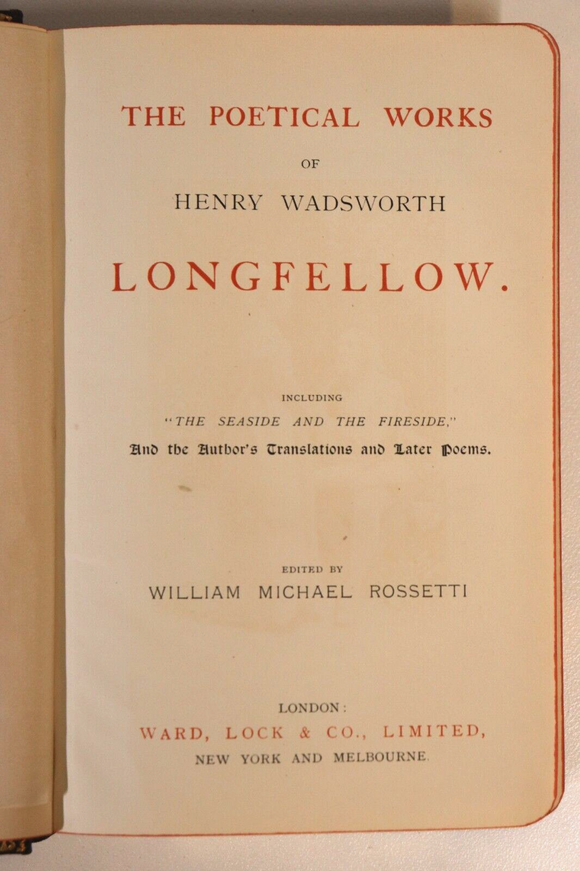 THE POETICAL WORKS
OF
HENRY WADSWORTH
LONGFELLOW.
INCLUDING
"THE SEASIDE AND THE FIRESIDE,"
And the Author's Translations and Later Poems.
EDITED BY
WILLIAM MICHAEL ROSSETTI
LONDON:
WARD, LOCK & CO., LIMITED,
NEW YORK AND MELBOURNE.